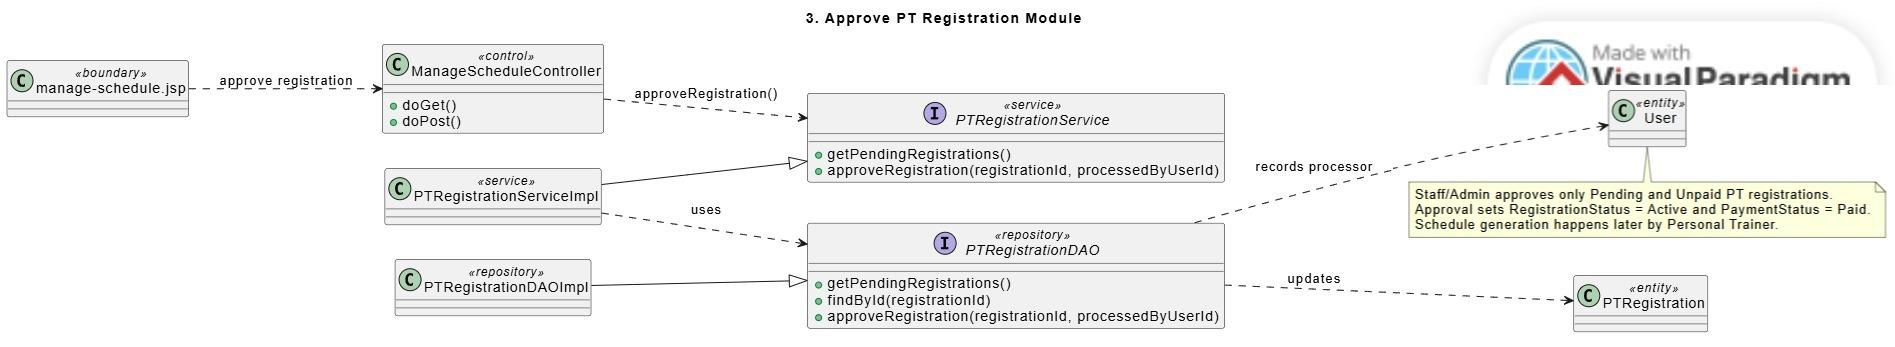 3. Approve PT Registration Module
Made with
Visual Paradigm
«boundary»
manage-schedule.jsp
approve registration
«control»
ManageScheduleController
doGet()
doPost()
approveRegistration()
«service»
PTRegistrationService
getPendingRegistrations()
approveRegistration(registrationId, processedByUserId)
«service»
PTRegistrationServiceImpl
uses
«repository»
PTRegistrationDAOImpl
«repository»
PTRegistrationDAO
getPendingRegistrations()
findById(registrationId)
approveRegistration(registrationId, processedByUserId)
records processor
updates
«entity»
User
Staff/Admin approves only Pending and Unpaid PT registrations.
Approval sets RegistrationStatus = Active and PaymentStatus = Paid.
Schedule generation happens later by Personal Trainer.
«entity»
PTRegistration